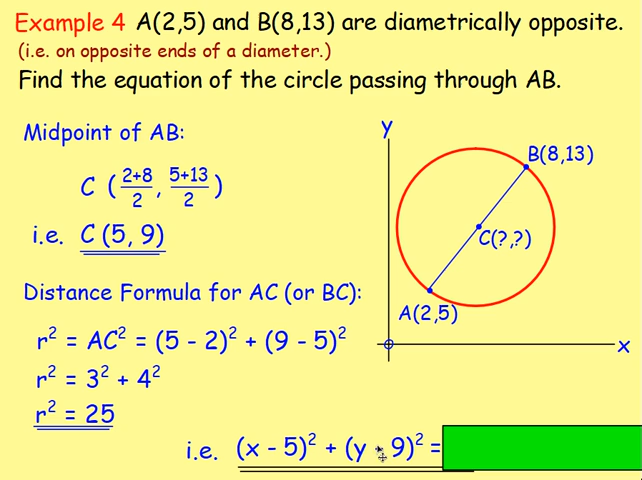 Example 4 A(2,5) and B(8,13) are diametrically opposite.
(i.e. on opposite ends of a diameter.)
Find the equation of the circle passing through AB.
Midpoint of AB:
C ( 2+8/2 , 5+13/2 )
i.e. C (5, 9)
Distance Formula for AC (or BC):
r² = AC² = (5 - 2)² + (9 - 5)²
r² = 3² + 4²
r² = 25
i.e. (x - 5)² + (y - 9)² =
y
B(8,13)
C(?,?)
A(2,5)
x